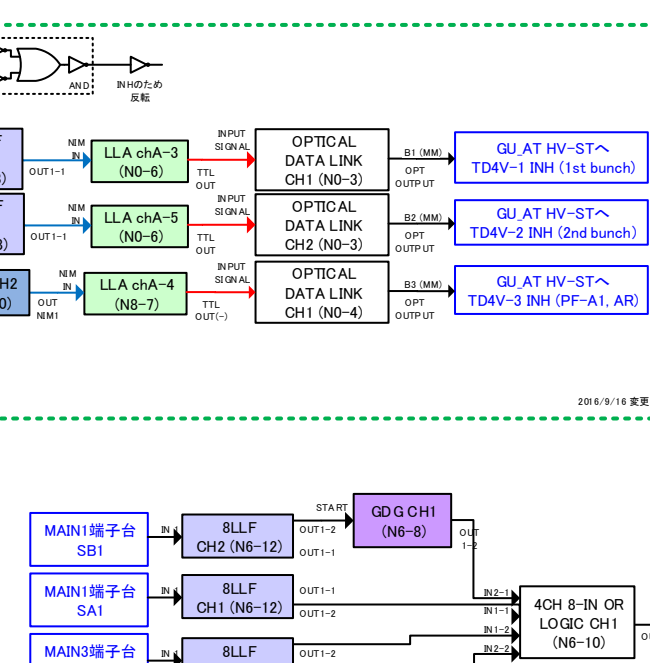 AND
INHのため
反転
F
3)
OUT1-1
NIM
IN
LLA chA-3
(N0-6)
TTL
OUT
INPUT
SIGNAL
OPTICAL
DATA LINK
CH1 (N0-3)
B1 (MM)
OPT
OUTPUT
GU_AT HV-STへ
TD4V-1 INH (1st bunch)
F
3)
OUT1-1
NIM
IN
LLA chA-5
(N0-6)
TTL
OUT
INPUT
SIGNAL
OPTICAL
DATA LINK
CH2 (N0-3)
B2 (MM)
OPT
OUTPUT
GU_AT HV-STへ
TD4V-2 INH (2nd bunch)
H2
0)
OUT
NIM1
NIM
IN
LLA chA-4
(N8-7)
TTL
OUT(-)
INPUT
SIGNAL
OPTICAL
DATA LINK
CH1 (N0-4)
B3 (MM)
OPT
OUTPUT
GU_AT HV-STへ
TD4V-3 INH (PF-A1, AR)
2016/9/16 変更
MAIN1端子台
SB1
IN 1
8LLF
CH2 (N6-12)
START
OUT1-2
OUT1-1
GDG CH1
(N6-8)
OUT
1-2
MAIN1端子台
SA1
IN 1
8LLF
CH1 (N6-12)
OUT1-1
OUT1-2
IN2-1
IN1-1
IN1-2
IN2-2
4CH 8-IN OR
LOGIC CH1
(N6-10)
MAIN3端子台
IN 1
8LLF
OUT1-2